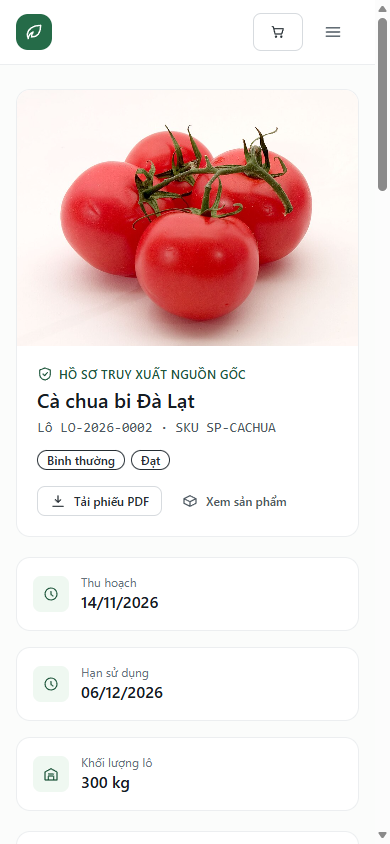 HỒ SƠ TRUY XUẤT NGUỒN GỐC
Cà chua bi Đà Lạt
Lô LO-2026-0002 · SKU SP-CACHUA
Bình thường Đạt
Tải phiếu PDF Xem sản phẩm
Thu hoạch
14/11/2026
Hạn sử dụng
06/12/2026
Khối lượng lô
300 kg